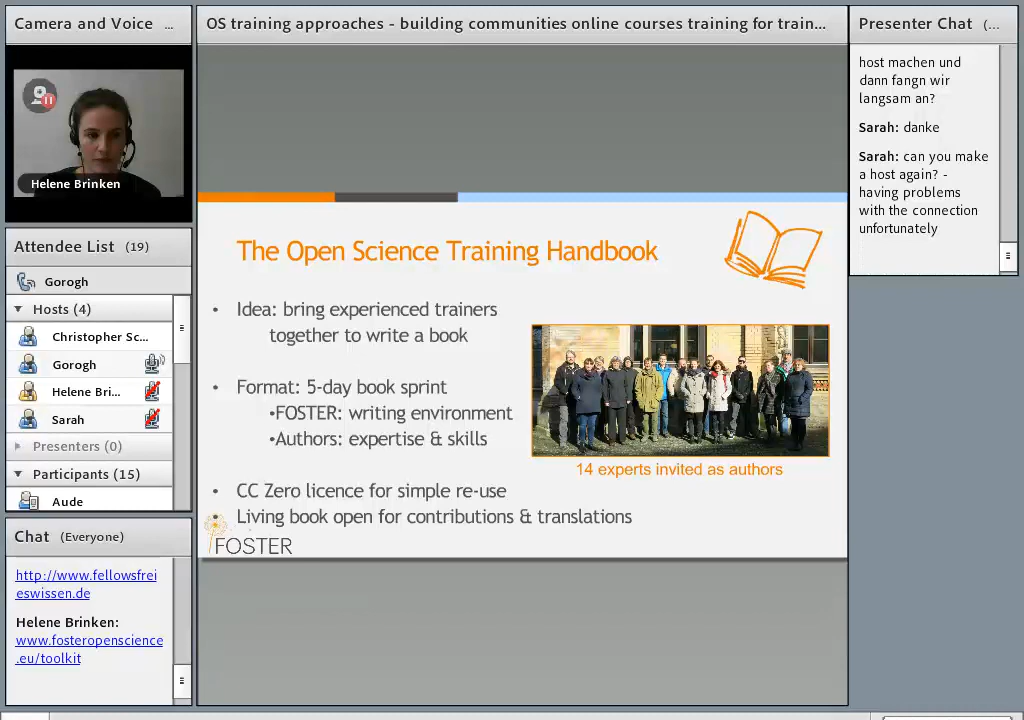 Camera and Voice ...
Helene Brinken
Attendee List (19)
Gorogh
Hosts (4)
Christopher Sc...
Gorogh
Helene Bri...
Sarah
Presenters (0)
Participants (15)
Aude
Chat (Everyone)
http://www.fellowsfrei
eswissen.de
Helene Brinken:
www.fosteropenscience
.eu/toolkit
OS training approaches - building communities online courses training for train...
The Open Science Training Handbook
• Idea: bring experienced trainers
together to write a book
• Format: 5-day book sprint
•FOSTER: writing environment
•Authors: expertise & skills
14 experts invited as authors
• CC Zero licence for simple re-use
• Living book open for contributions & translations
FOSTER
Presenter Chat (...
host machen und
dann fangn wir
langsam an?
Sarah: danke
Sarah: can you make
a host again? -
having problems
with the connection
unfortunately